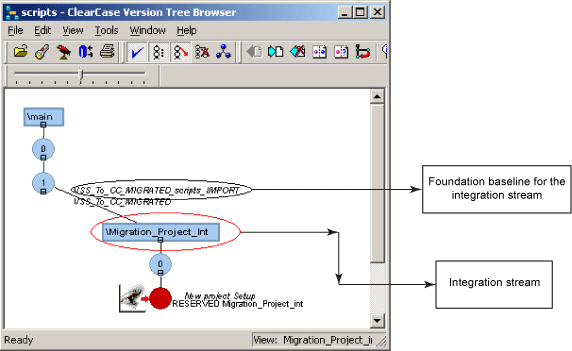 scripts - ClearCase Version Tree Browser
File Edit View Tools Window Help
\main
0
1
VSS_To_CC_MIGRATED_scripts_IMPORT
VSS_To_CC_MIGRATED
Foundation baseline for the
integration stream
\Migration_Project_Int
0
Integration stream
New project Setup
RESERVED Migration_Project_int
Ready
View: Migration_Project_i